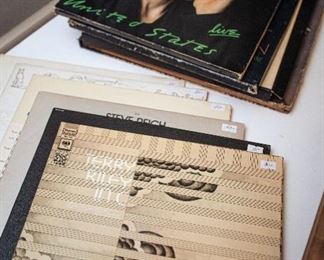 United States
live
STEVE REICH
TERRY
RILEY
IN C